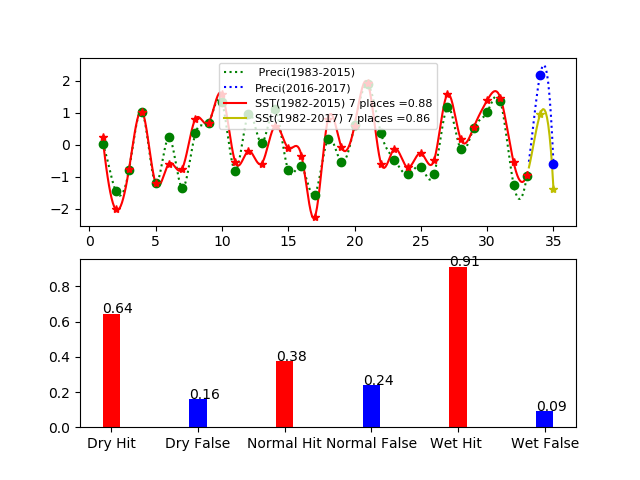 Preci(1983-2015)
Preci(2016-2017)
SST(1982-2015) 7 places =0.88
SSt(1982-2017) 7 places =0.86
2
1
0
−1
−2
0 5 10 15 20 25 30 35
0.8
0.6
0.4
0.2
0.0
0.64
0.16
0.38
0.24
0.91
0.09
Dry Hit Dry False Normal Hit Normal False Wet Hit Wet False